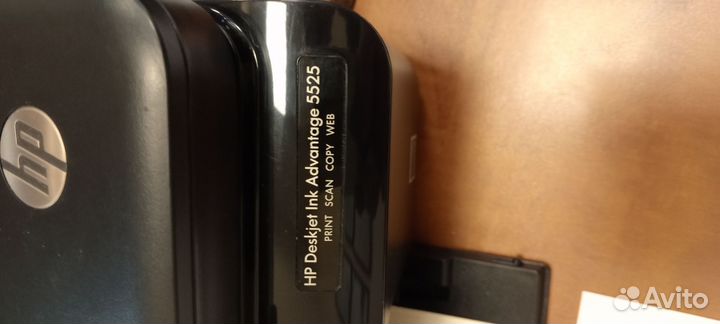 hp
HP Deskjet Ink Advantage 5525
PRINT SCAN COPY WEB
Avito